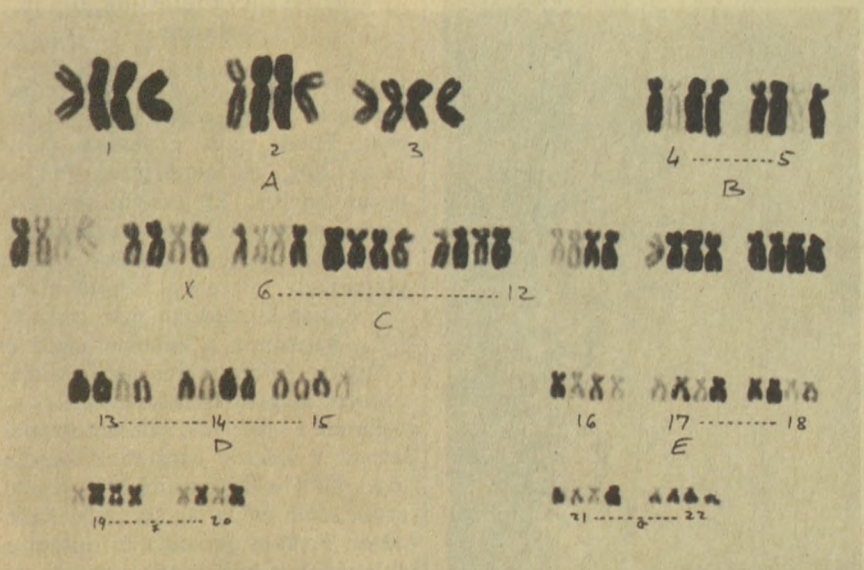 1 2 3
A
4 ---------- 5
B
X 6 ---------- 12
C
13 ---------- 14 ---------- 15
D
16 17 ---------- 18
E
19 ---------- 20
21 ---------- 22